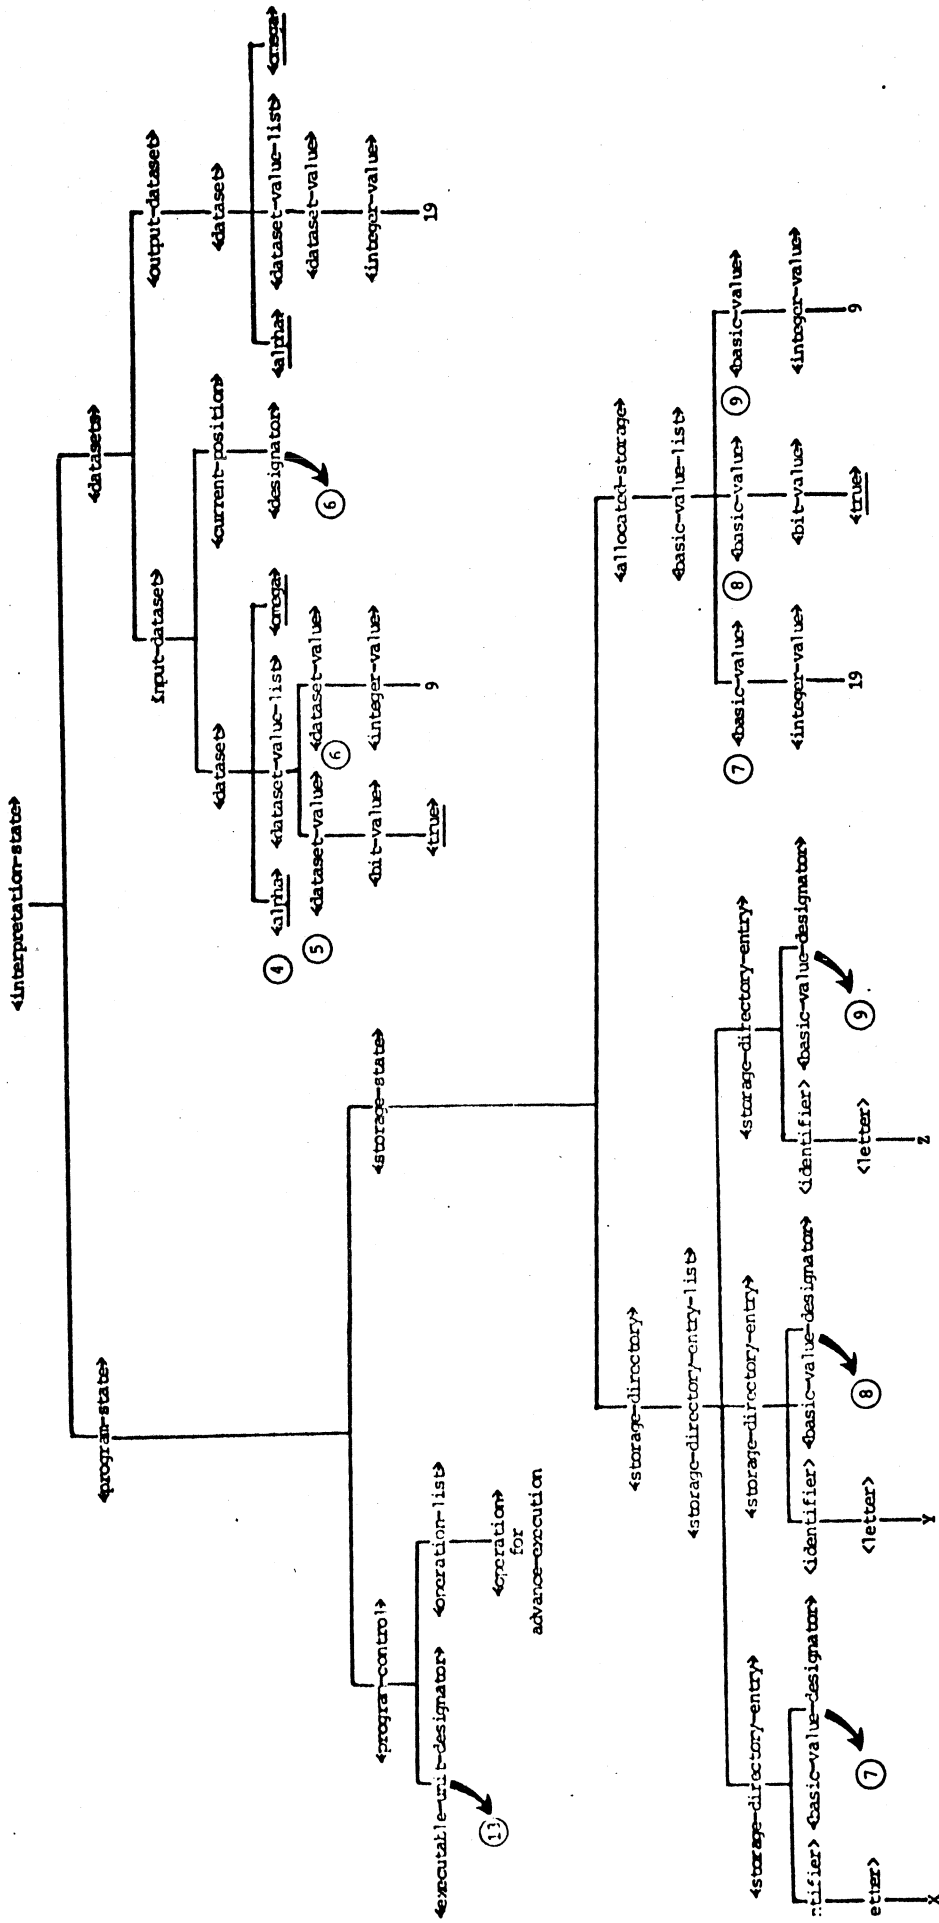 <interpretation-state>
<program-state>
<datasets>
<program-control>
<storage-state>
<input-dataset>
<output-dataset>
<executable-unit-designator>
<operation-list>
11
<operation>
for
advance-execution
<dataset>
<current-position>
<dataset>
4
<alpha>
<dataset-value-list>
<omega>
<designator>
6
<alpha>
<dataset-value-list>
<omega>
5
<dataset-value>
6
<dataset-value>
<dataset-value>
<bit-value>
<integer-value>
<integer-value>
<true>
9
19
<storage-directory>
<allocated-storage>
<storage-directory-entry-list>
<basic-value-list>
<storage-directory-entry>
<storage-directory-entry>
<storage-directory-entry>
7
<basic-value>
8
<basic-value>
9
<basic-value>
ntifier> <basic-value-designator>
<identifier> <basic-value-designator>
<identifier> <basic-value-designator>
<integer-value>
<bit-value>
<integer-value>
etter>
7
<letter>
8
<letter>
9
19
<true>
9
X
Y
Z